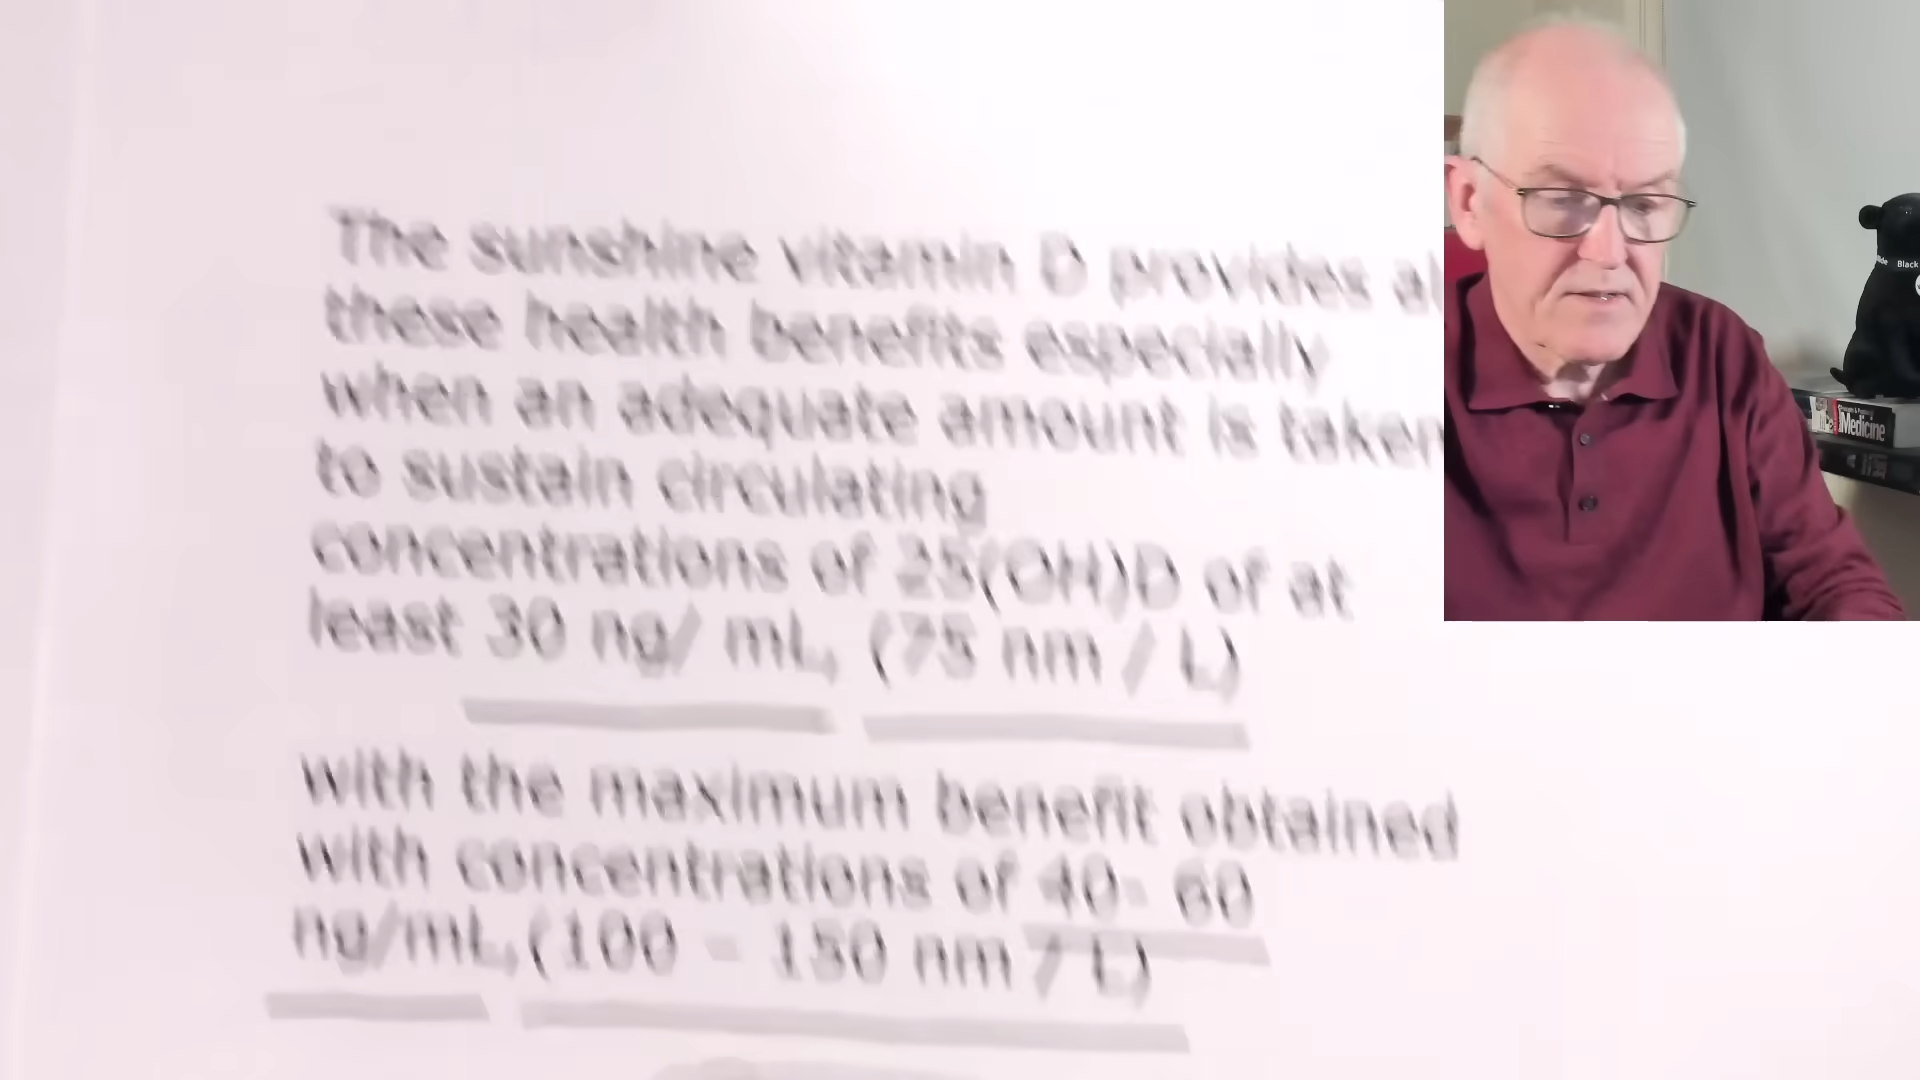 The sunshine vitamin D provides al
these health benefits especially
when an adequate amount is taken
to sustain circulating
concentrations of 25(OH)D of at
least 30 ng/ mL, (75 nm / L)
with the maximum benefit obtained
with concentrations of 40- 60
ng/mL,(100 - 150 nm / L)
Black
Medicine